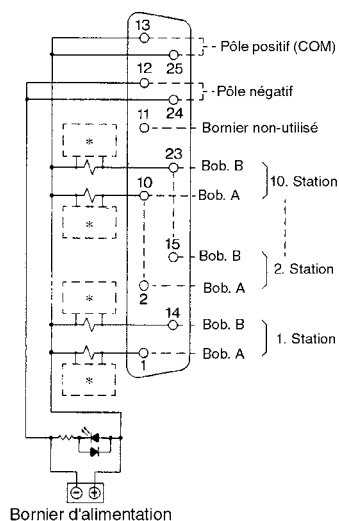 13
Pôle positif (COM)
25
12
Pôle négatif
24
11
Bornier non-utilisé
*
23
Bob. B
10. Station
10
Bob. A
*
15
Bob. B
2. Station
2
Bob. A
*
14
Bob. B
1. Station
Bob. A
1
*
⊖ ⊕
Bornier d'alimentation